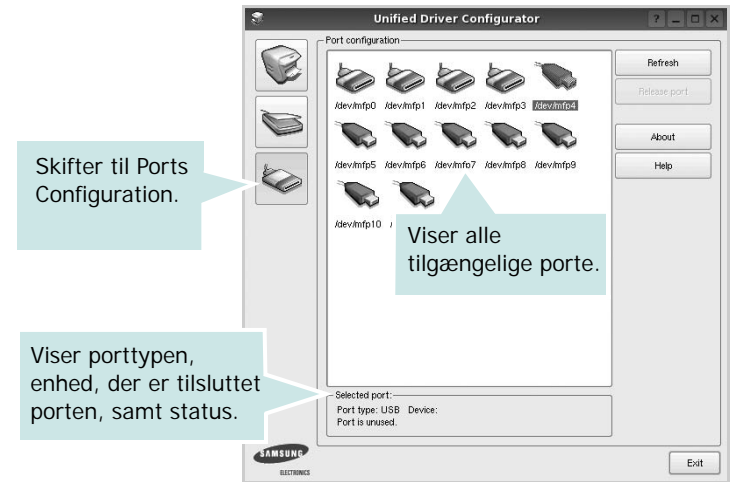 Unified Driver Configurator
Port configuration
/dev/mfp0 /dev/mfp1 /dev/mfp2 /dev/mfp3 /dev/mfp4
/dev/mfp5 /dev/mfp6 /dev/mfp7 /dev/mfp8 /dev/mfp9
/dev/mfp10 /
Refresh
Release port
About
Help
Skifter til Ports
Configuration.
Viser alle
tilgængelige porte.
Viser porttypen,
enhed, der er tilsluttet
porten, samt status.
Selected port:
Port type: USB Device:
Port is unused.
SAMSUNG
ELECTRONICS
Exit